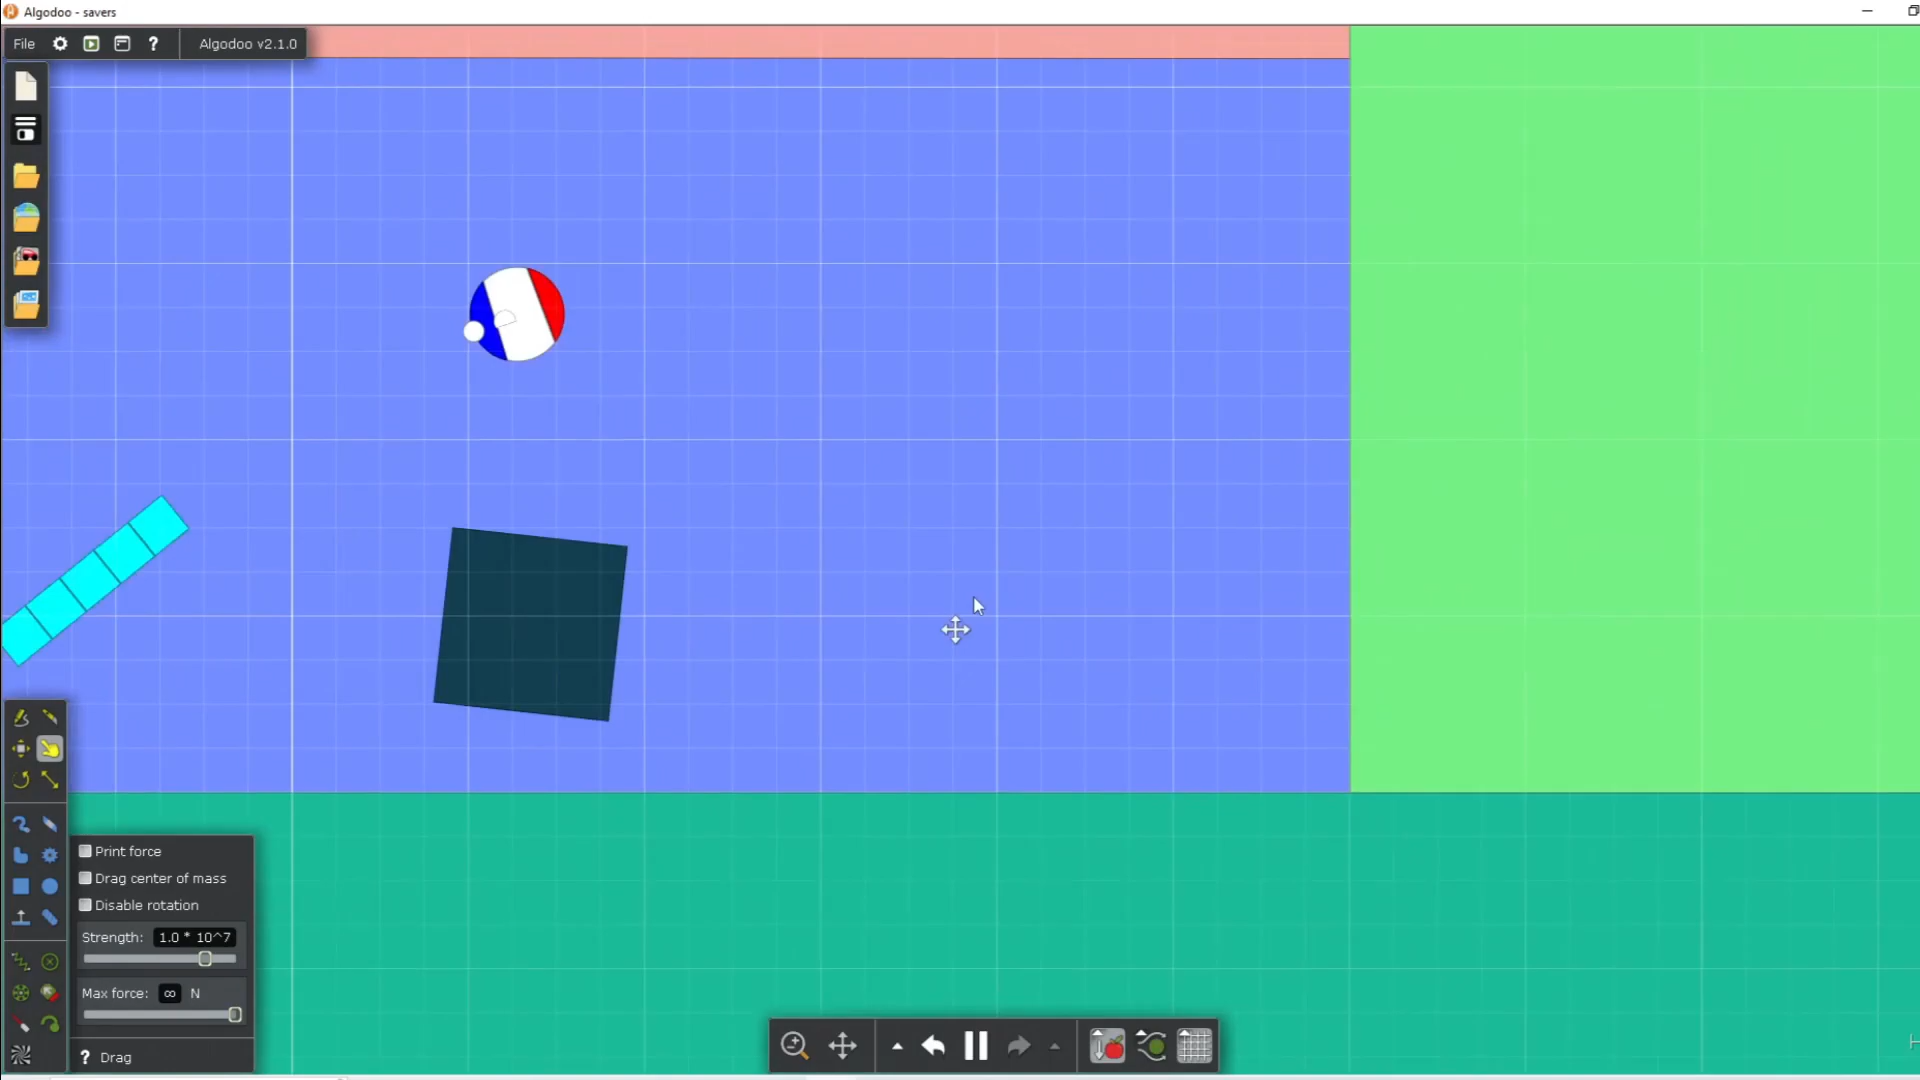 Algodoo - savers
File ? Algodoo v2.1.0
Print force
Drag center of mass
Disable rotation
Strength: 1.0 * 10^7
Max force: ∞ N
? Drag